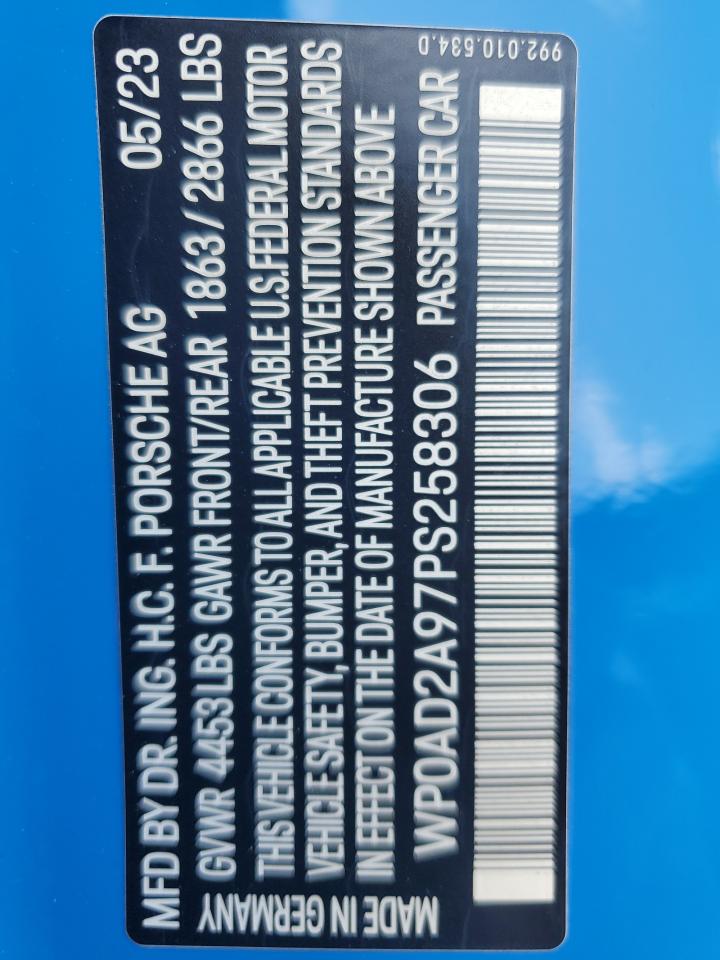 MFD BY DR. ING. H.C. F. PORSCHE AG 05/23
GVWR 4453 LBS GAWR FRONT/REAR 1863 / 2866 LBS
THIS VEHICLE CONFORMS TO ALL APPLICABLE U.S. FEDERAL MOTOR
VEHICLE SAFETY, BUMPER, AND THEFT PREVENTION STANDARDS
IN EFFECT ON THE DATE OF MANUFACTURE SHOWN ABOVE
WP0AD2A97PS258306 PASSENGER CAR
MADE IN GERMANY
992.010.534.D